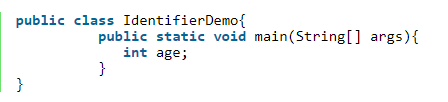 public class IdentifierDemo{
public static void main(String[] args){
int age;
}
}